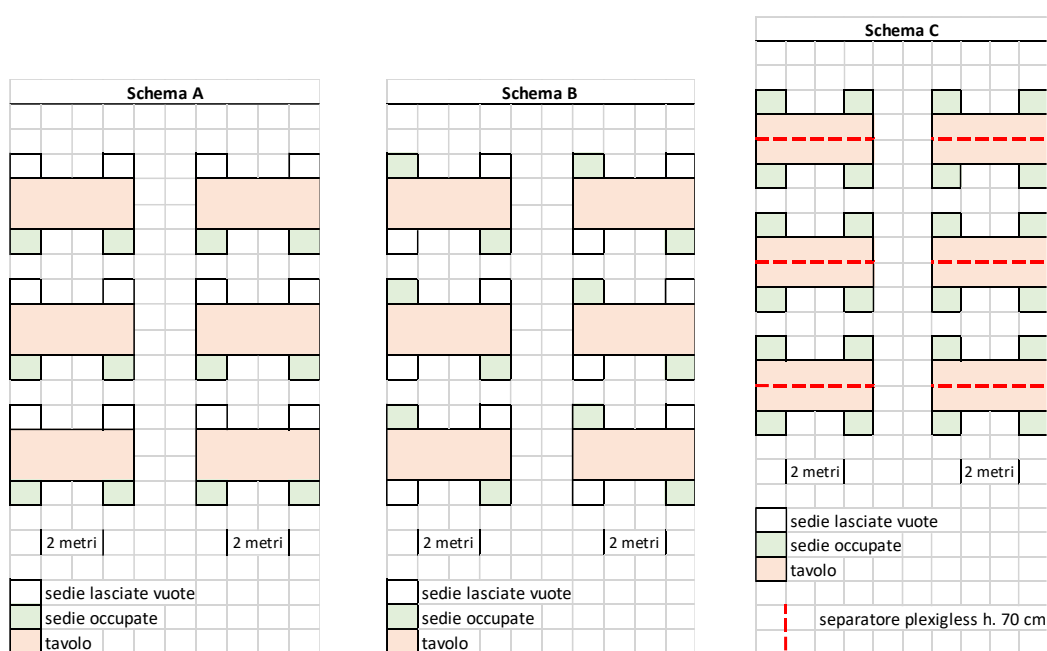 Schema A
2 metri
2 metri
sedie lasciate vuote
sedie occupate
tavolo
Schema B
2 metri
2 metri
sedie lasciate vuote
sedie occupate
tavolo
Schema C
2 metri
2 metri
sedie lasciate vuote
sedie occupate
tavolo
separatore plexigless h. 70 cm